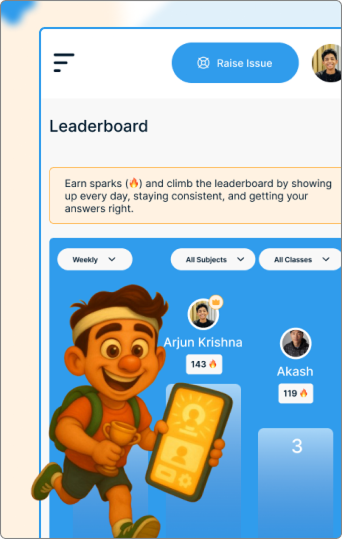 Raise Issue
Leaderboard
Earn sparks (🔥) and climb the leaderboard by showing
up every day, staying consistent, and getting your
answers right.
Weekly
All Subjects
All Classes
Arjun Krishna
143 🔥
Akash
119 🔥
3